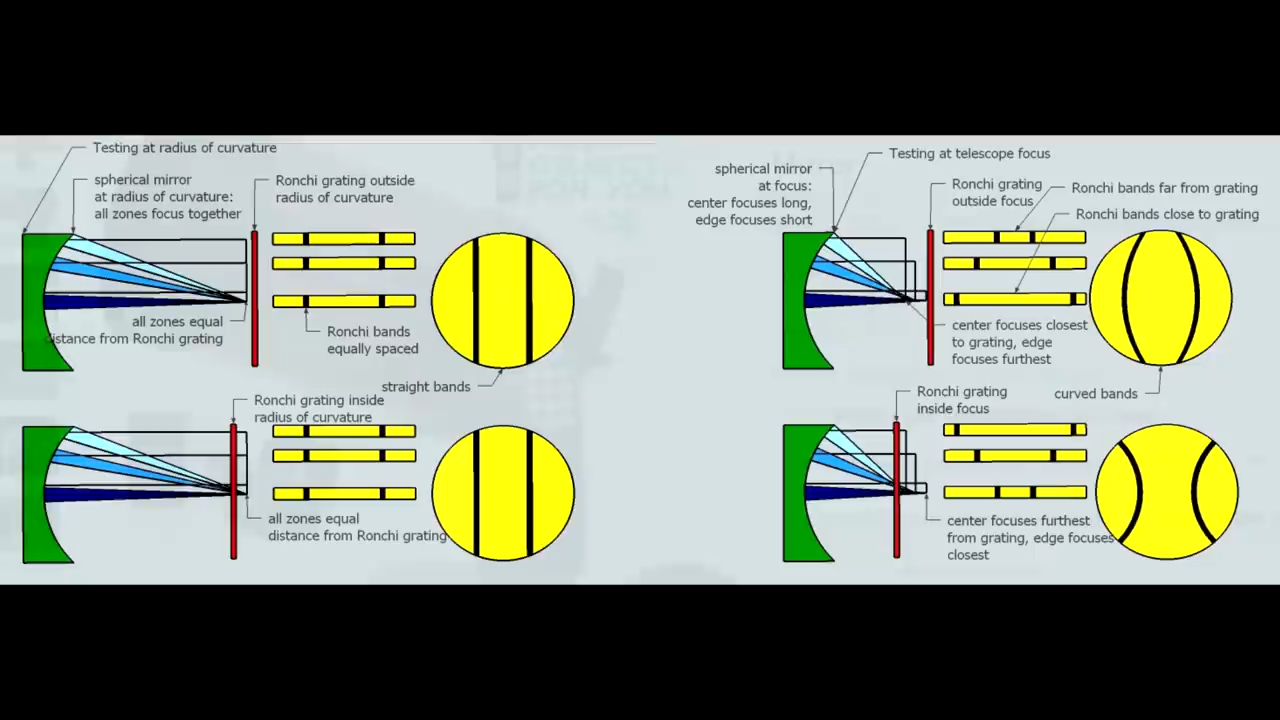 Testing at radius of curvature
spherical mirror
at radius of curvature:
all zones focus together
Ronchi grating outside
radius of curvature
all zones equal
distance from Ronchi grating
Ronchi bands
equally spaced
straight bands
Ronchi grating inside
radius of curvature
all zones equal
distance from Ronchi grating
Testing at telescope focus
spherical mirror
at focus:
center focuses long,
edge focuses short
Ronchi grating
outside focus
Ronchi bands far from grating
Ronchi bands close to grating
center focuses closest
to grating, edge
focuses furthest
curved bands
Ronchi grating
inside focus
center focuses furthest
from grating, edge focuses
closest